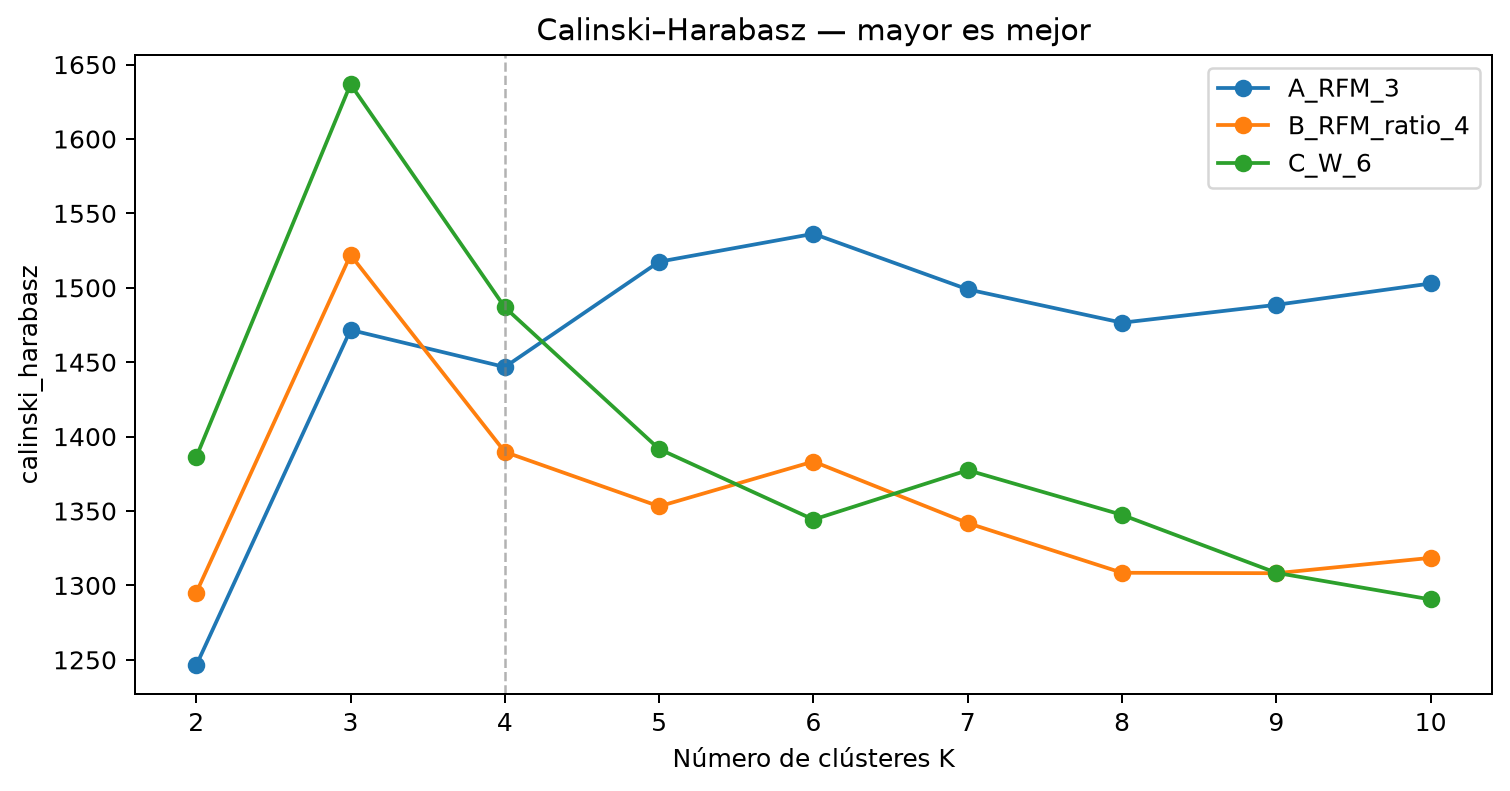 Calinski–Harabasz — mayor es mejor
calinski_harabasz
1650
1600
1550
1500
1450
1400
1350
1300
1250
A_RFM_3
B_RFM_ratio_4
C_W_6
2 3 4 5 6 7 8 9 10
Número de clústeres K